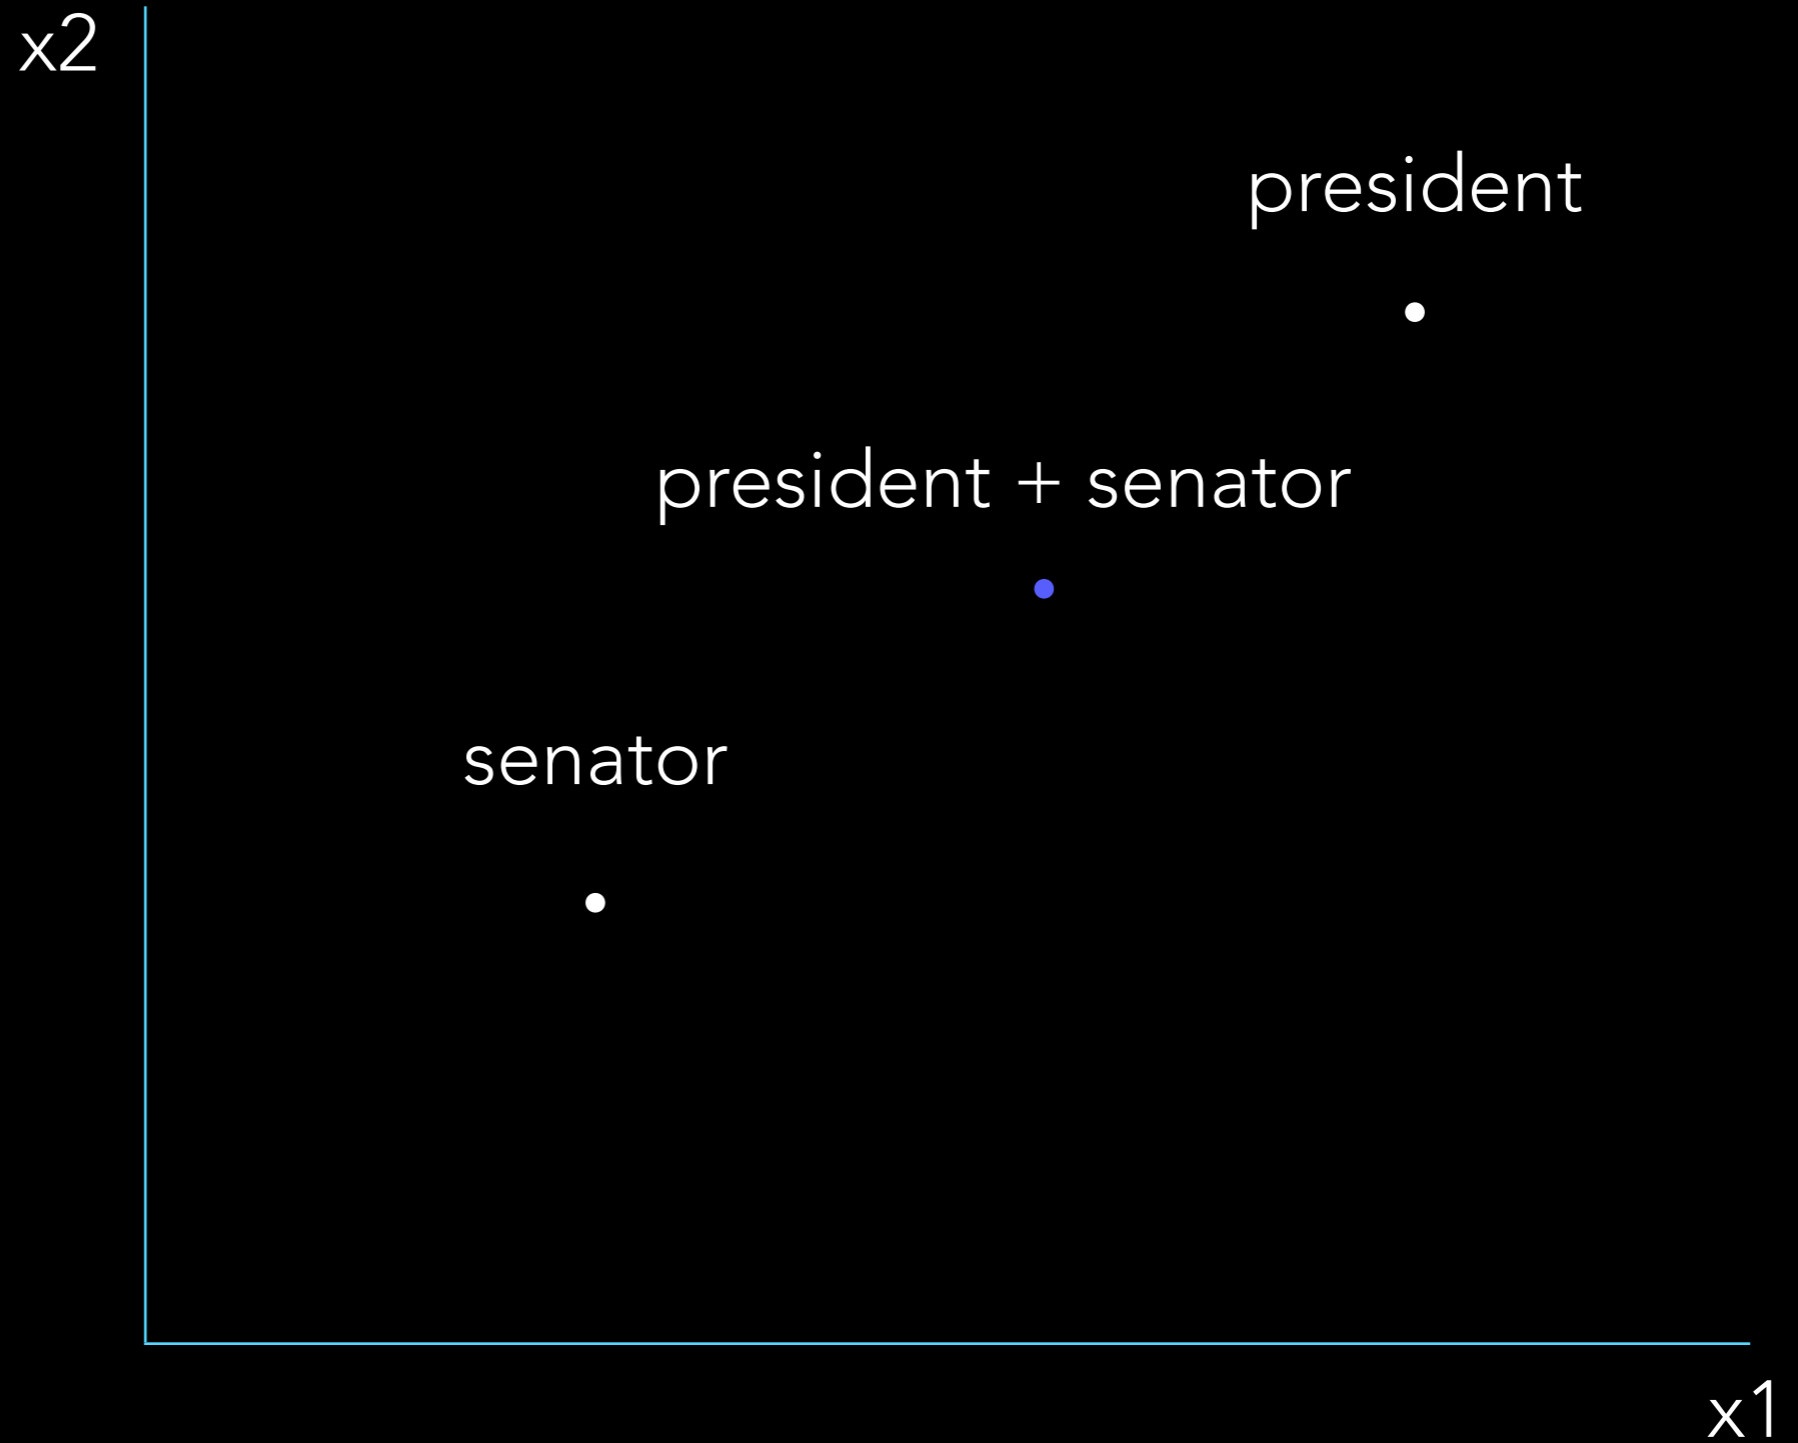 x2
president
president + senator
senator
x1